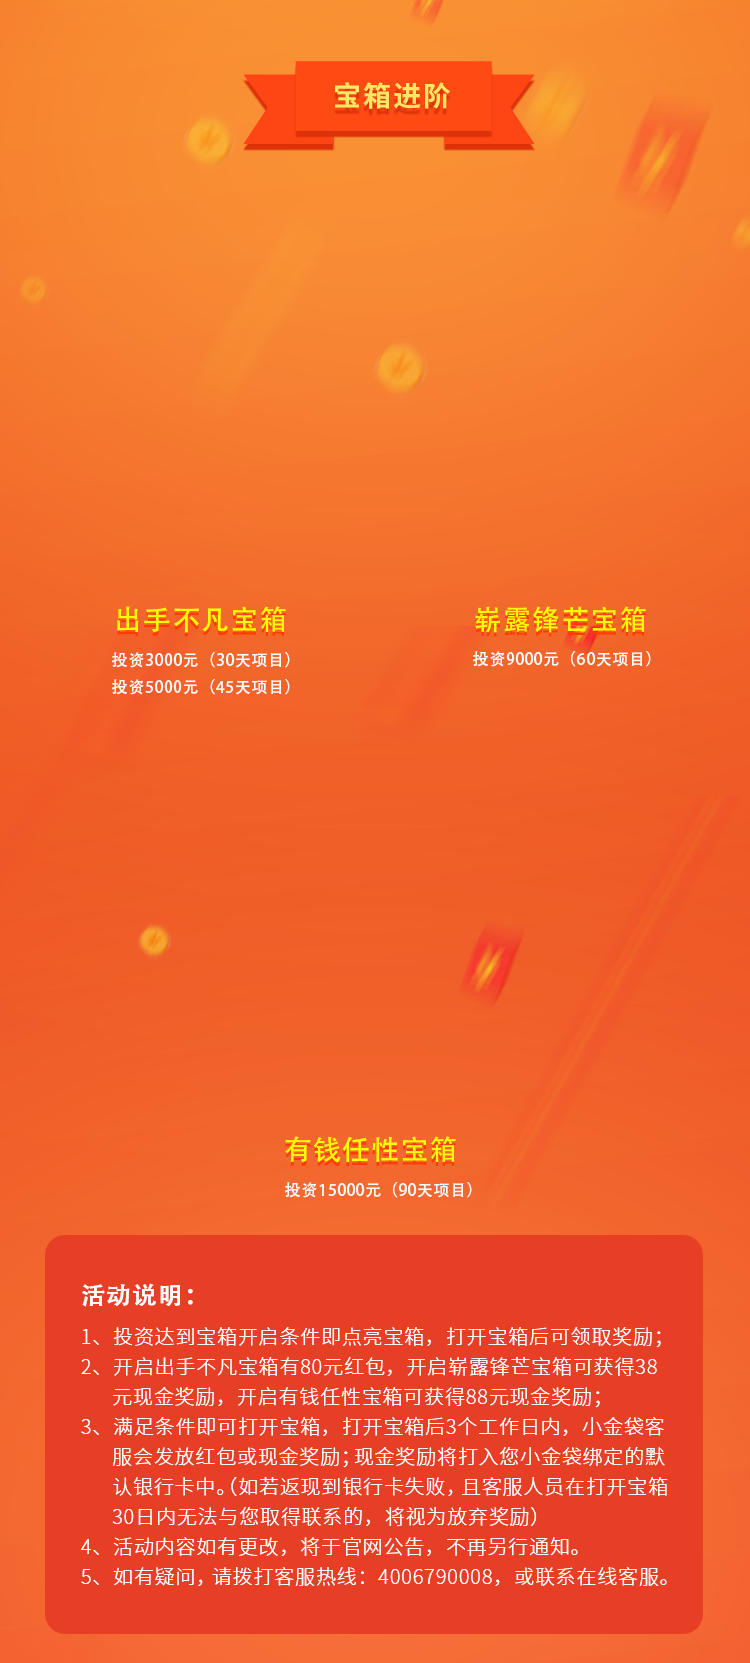 宝箱进阶
出手不凡宝箱
投资3000元（30天项目）
投资5000元（45天项目）
崭露锋芒宝箱
投资9000元（60天项目）
有钱任性宝箱
投资15000元（90天项目）
活动说明：
1、投资达到宝箱开启条件即点亮宝箱，打开宝箱后可领取奖励；
2、开启出手不凡宝箱有80元红包，开启崭露锋芒宝箱可获得38
元现金奖励，开启有钱任性宝箱可获得88元现金奖励；
3、满足条件即可打开宝箱，打开宝箱后3个工作日内，小金袋客
服会发放红包或现金奖励；现金奖励将打入您小金袋绑定的默
认银行卡中。（如若返现到银行卡失败，且客服人员在打开宝箱
30日内无法与您取得联系的，将视为放弃奖励）
4、活动内容如有更改，将于官网公告，不再另行通知。
5、如有疑问，请拨打客服热线：4006790008，或联系在线客服。